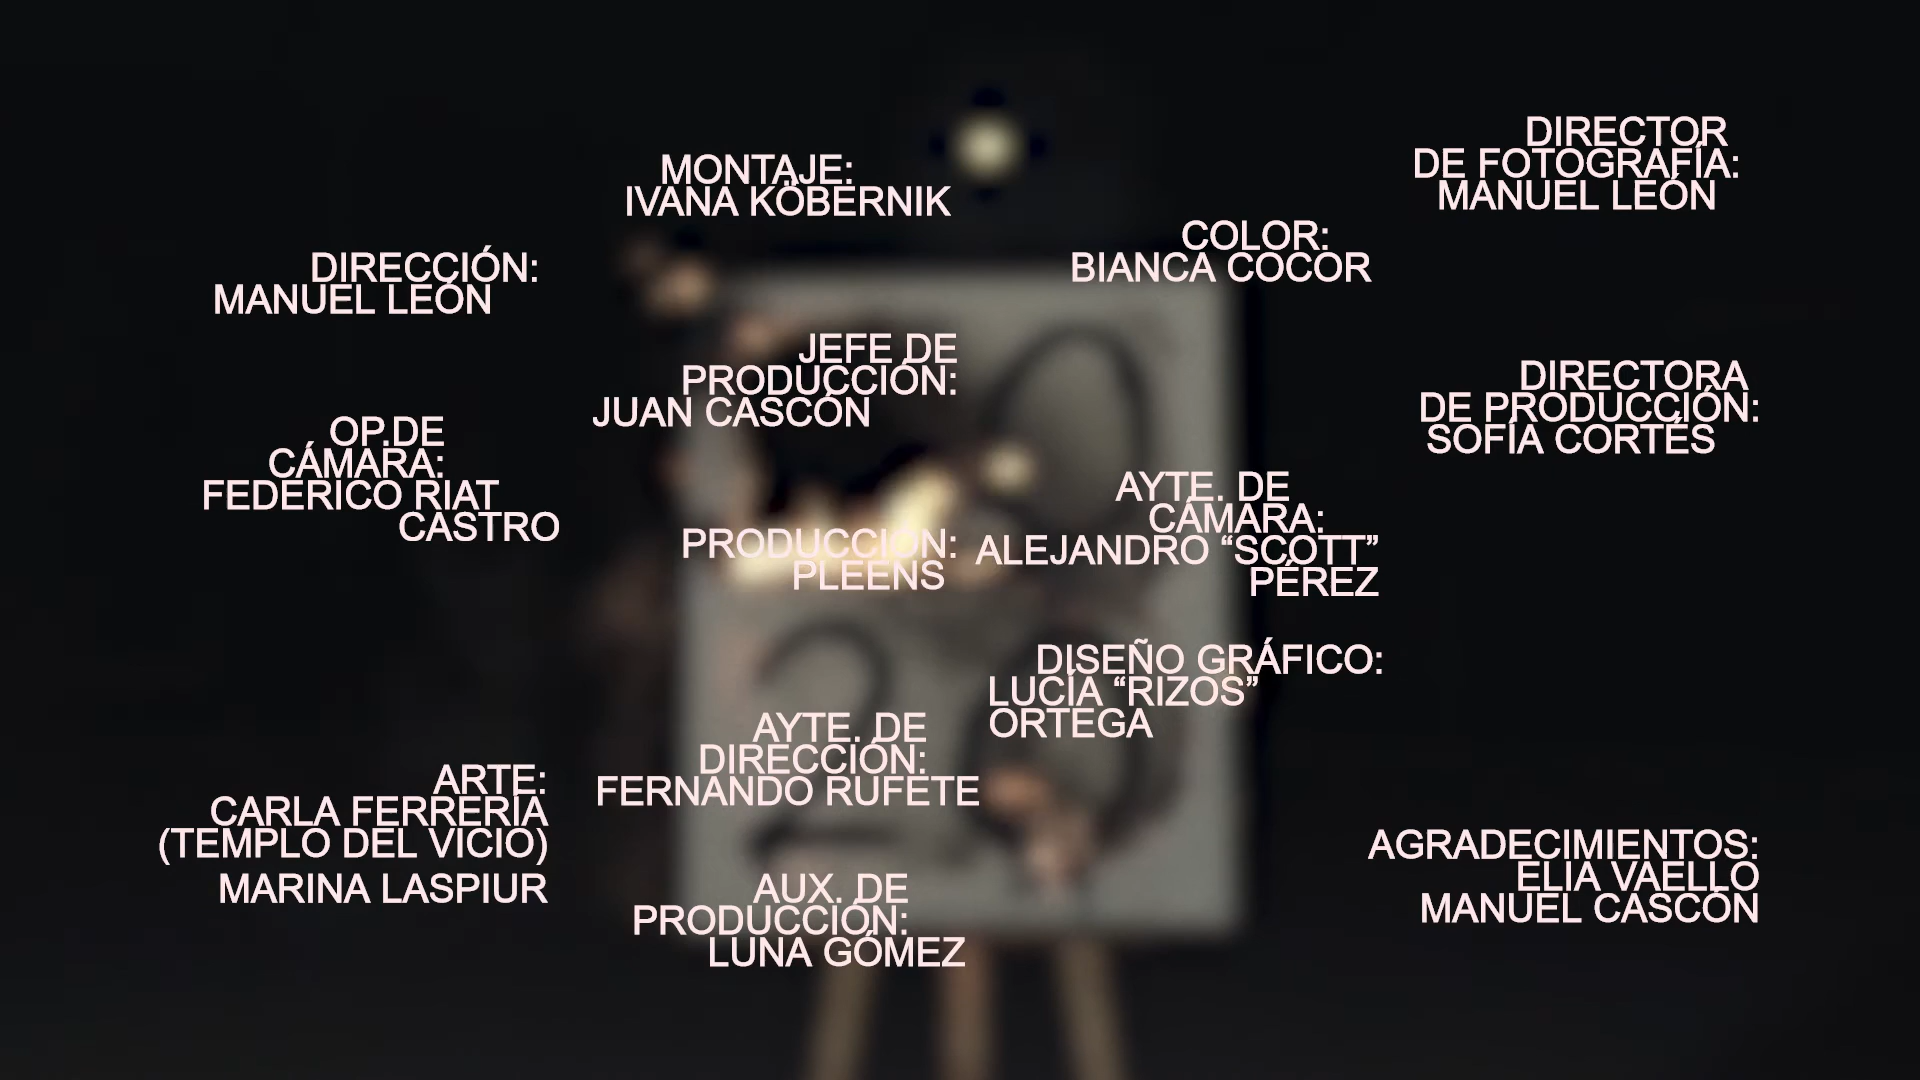 DIRECCIÓN:
MANUEL LEÓN
OP.DE
CÁMARA:
FEDERICO RIAT
CASTRO
ARTE:
CARLA FERRERÍA
(TEMPLO DEL VICIO)
MARINA LASPIUR
MONTAJE:
IVANA KÖBERNIK
JEFE DE
PRODUCCIÓN:
JUAN CASCÓN
PRODUCCIÓN:
PLEENS
AYTE. DE
DIRECCIÓN:
FERNANDO RUFETE
AUX. DE
PRODUCCIÓN:
LUNA GÓMEZ
COLOR:
BIANCA COCOR
AYTE. DE
CÁMARA:
ALEJANDRO “SCOTT”
PÉREZ
DISEÑO GRÁFICO:
LUCÍA “RIZOS”
ORTEGA
DIRECTOR
DE FOTOGRAFÍA:
MANUEL LEÓN
DIRECTORA
DE PRODUCCIÓN:
SOFÍA CORTÉS
AGRADECIMIENTOS:
ELIA VAELLO
MANUEL CASCÓN